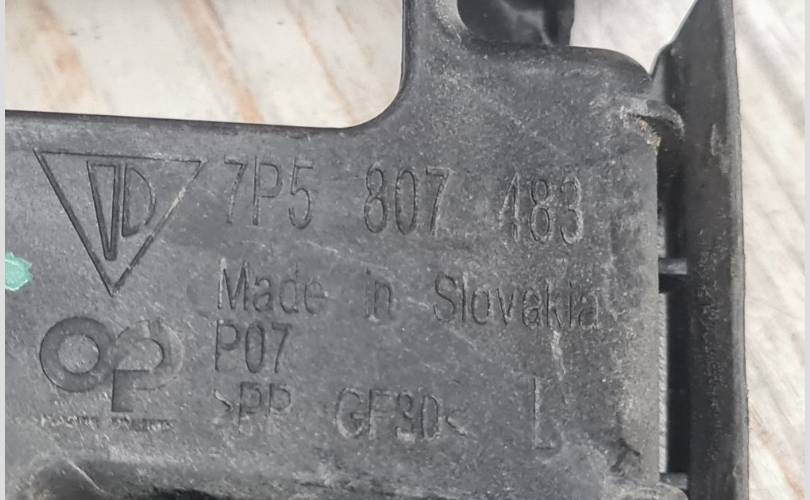 7P5 807 483
Made in Slovakia
P07
>PP GF30< L